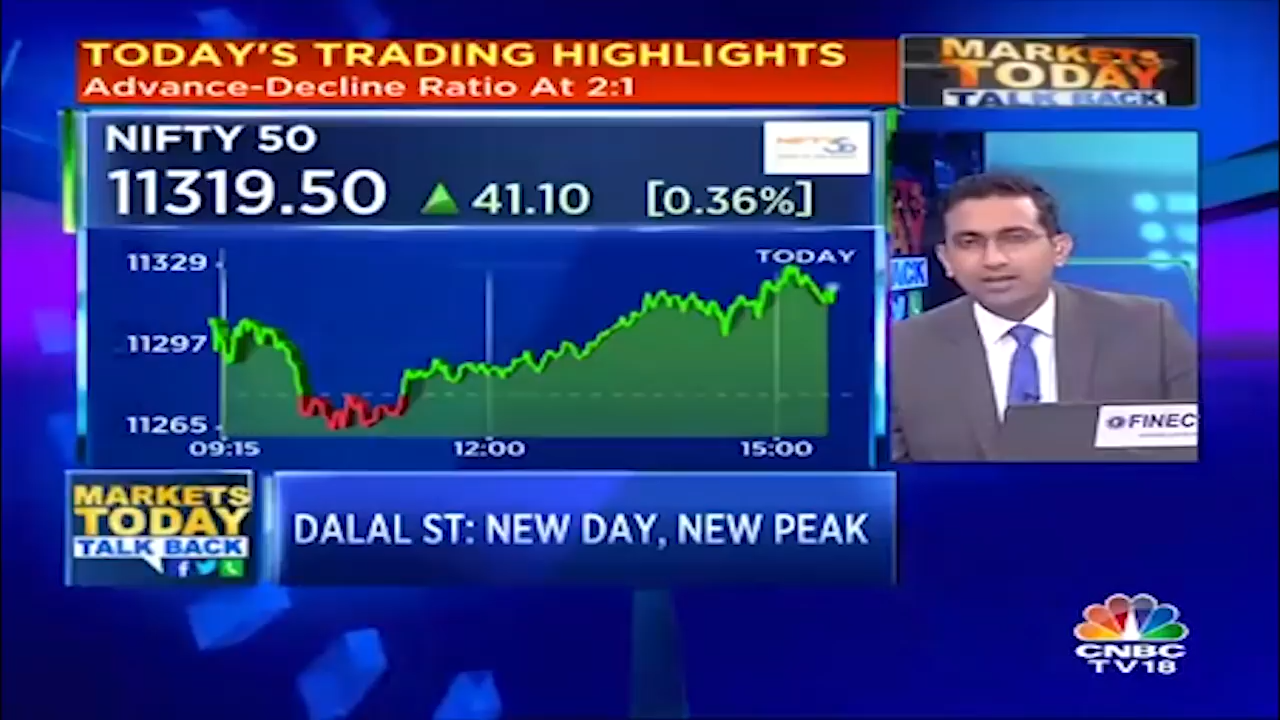 TODAY'S TRADING HIGHLIGHTS
Advance-Decline Ratio At 2:1
MARKETS
TODAY
TALK BACK
NIFTY 50
11319.50 ▲ 41.10 [0.36%]
TODAY
11329
11297
11265
09:15 12:00 15:00
@FINEC
MARKETS
TODAY
TALK BACK
DALAL ST: NEW DAY, NEW PEAK
CNBC
TV18